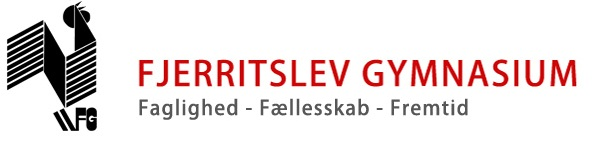 FJERRITSLEV GYMNASIUM
Faglighed - Fællesskab - Fremtid
FG